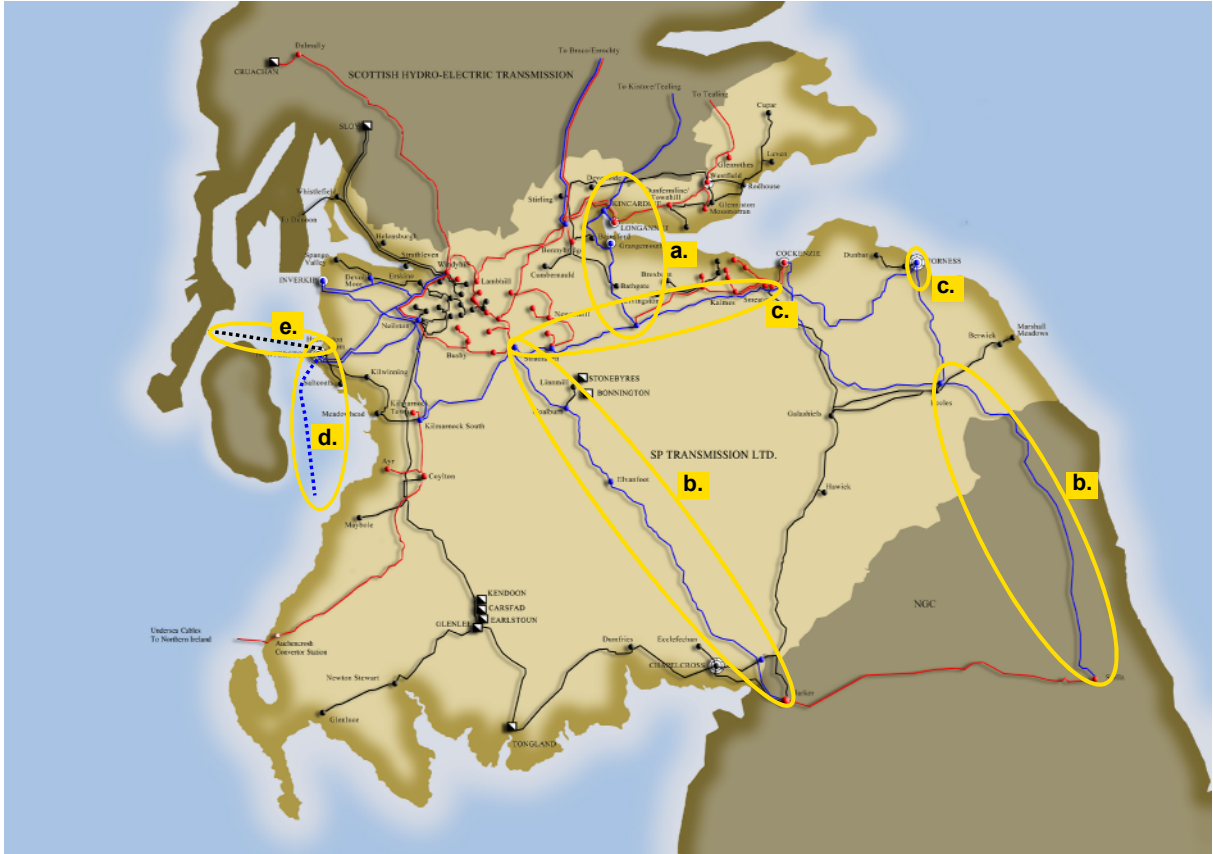 Dalmally
To Braco/Errochty
CRUACHAN
SCOTTISH HYDRO-ELECTRIC TRANSMISSION
To Kintore/Tealing
To Tealing
Cupar
SLOY
Leven
Glenrothes
Westfield
Redhouse
Whistlefield
Dunfermline/
Townhill
Stirling
KINCARDINE
Glenniston
Mossmorran
To Dunoon
LONGANNET
Helensburgh
Grangemouth
a.
Bonnybridge
Spango
Valley
Strathleven
Windyhill
COCKENZIE
Dunbar
TORNESS
INVERKIP
Devol
Moor
Erskine
Lambhill
Cumbernauld
Bathgate
Broxburn
c.
Livingston
Kaimes
Smeaton
c.
Neilston
Newarthill
e.
Busby
Strathaven
Berwick
Marshall
Meadows
Saltcoats
Kilwinning
Linnmill
STONEBYRES
BONNINGTON
Eccles
Meadowhead
Kilmarnock
Town
Coalburn
Galashiels
Kilmarnock South
d.
SP TRANSMISSION LTD.
Ayr
Coylton
Elvanfoot
b.
b.
Hawick
Maybole
KENDOON
CARSFAD
EARLSTOUN
GLENLEE
NGC
Undersea Cables
To Northern Ireland
Auchencrosh
Convertor Station
Dumfries
Ecclefechan
CHAPELCROSS
Newton Stewart
Harker
Glenluce
TONGLAND